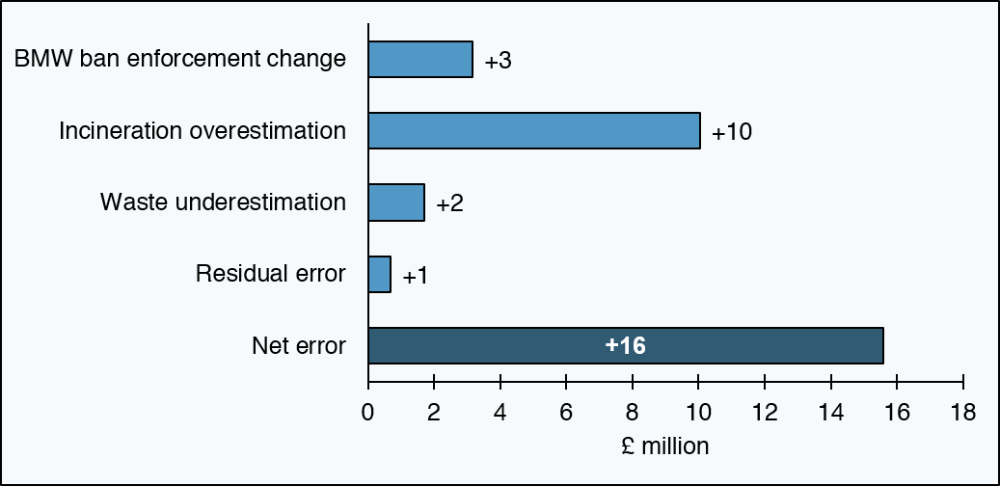 BMW ban enforcement change +3
Incineration overestimation +10
Waste underestimation +2
Residual error +1
Net error +16
0 2 4 6 8 10 12 14 16 18
£ million